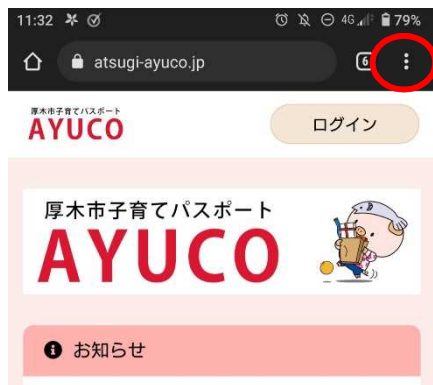 11:32 4G 79%
atsugi-ayuco.jp 6
厚木市子育てパスポート
AYUCO
ログイン
厚木市子育てパスポート
AYUCO
お知らせ